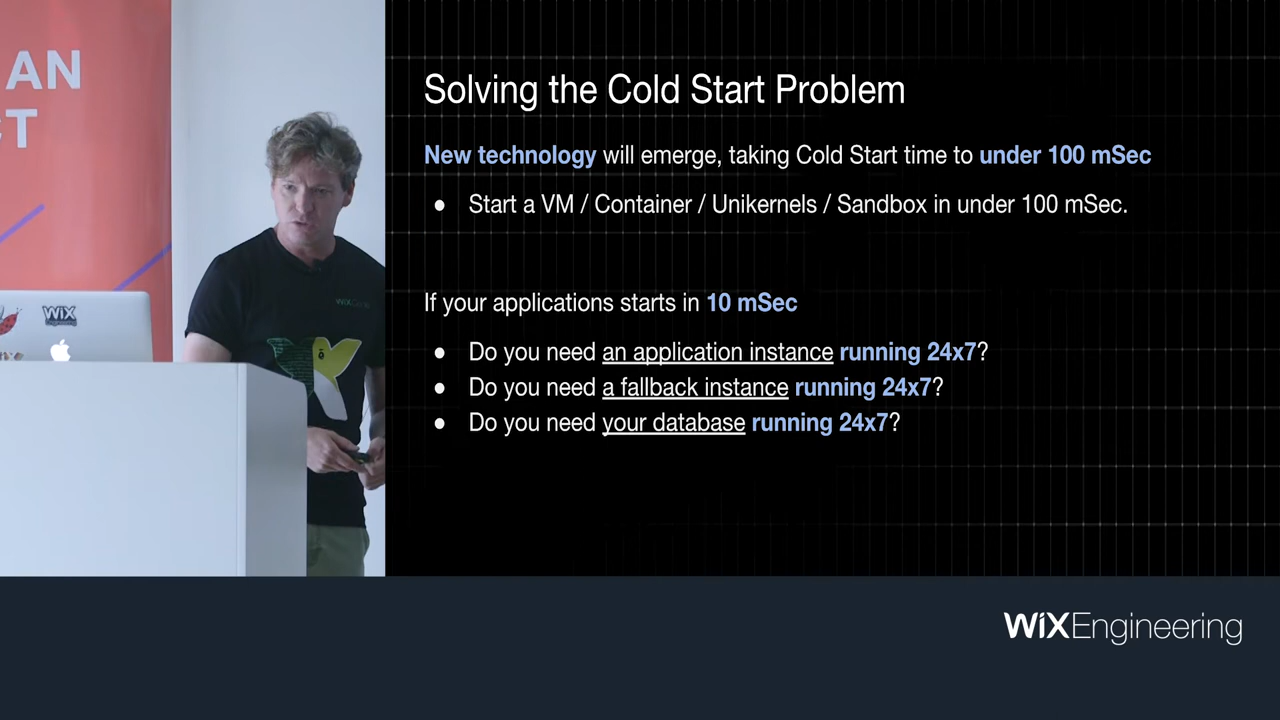 AN
CT
WIX
Engineering
WIX
Solving the Cold Start Problem
New technology will emerge, taking Cold Start time to under 100 mSec
● Start a VM / Container / Unikernels / Sandbox in under 100 mSec.
If your applications starts in 10 mSec
● Do you need an application instance running 24x7?
● Do you need a fallback instance running 24x7?
● Do you need your database running 24x7?
WIXEngineering